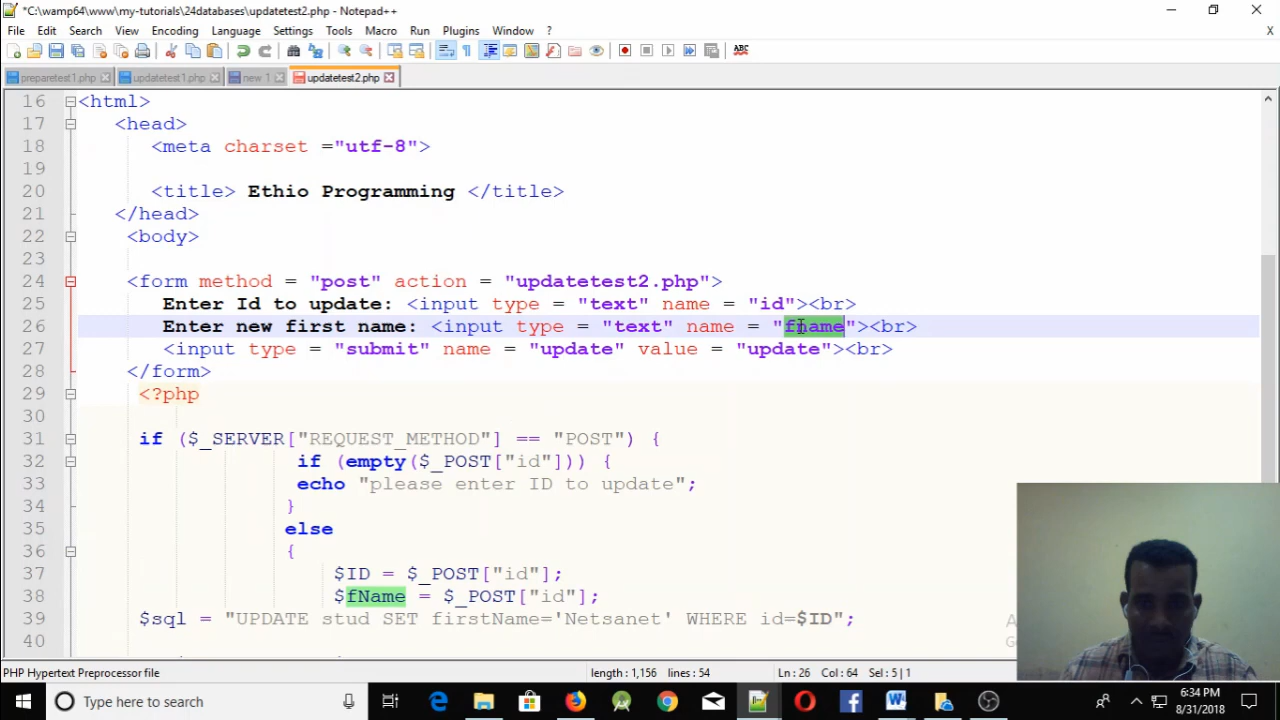 *C:\wamp64\www\my-tutorials\24databases\updatetest2.php - Notepad++
File Edit Search View Encoding Language Settings Tools Macro Run Plugins Window ?
X
ABC
preparetest1.php updatetest1.php new 1 updatetest2.php
16 <html>
17 <head>
18 <meta charset ="utf-8">
19
20 <title> Ethio Programming </title>
21 </head>
22 <body>
23
24 <form method = "post" action = "updatetest2.php">
25 Enter Id to update: <input type = "text" name = "id"><br>
26 Enter new first name: <input type = "text" name = "fname"><br>
27 <input type = "submit" name = "update" value = "update"><br>
28 </form>
29 <?php
30
31 if ($_SERVER["REQUEST_METHOD"] == "POST") {
32 if (empty($_POST["id"])) {
33 echo "please enter ID to update";
34 }
35 else
36 {
37 $ID = $_POST["id"];
38 $fName = $_POST["id"];
39 $sql = "UPDATE stud SET firstName='Netsanet' WHERE id=$ID";
40
PHP Hypertext Preprocessor file length : 1,156 lines : 54 Ln : 26 Col : 64 Sel : 5 | 1
Type here to search
6:34 PM
8/31/2018